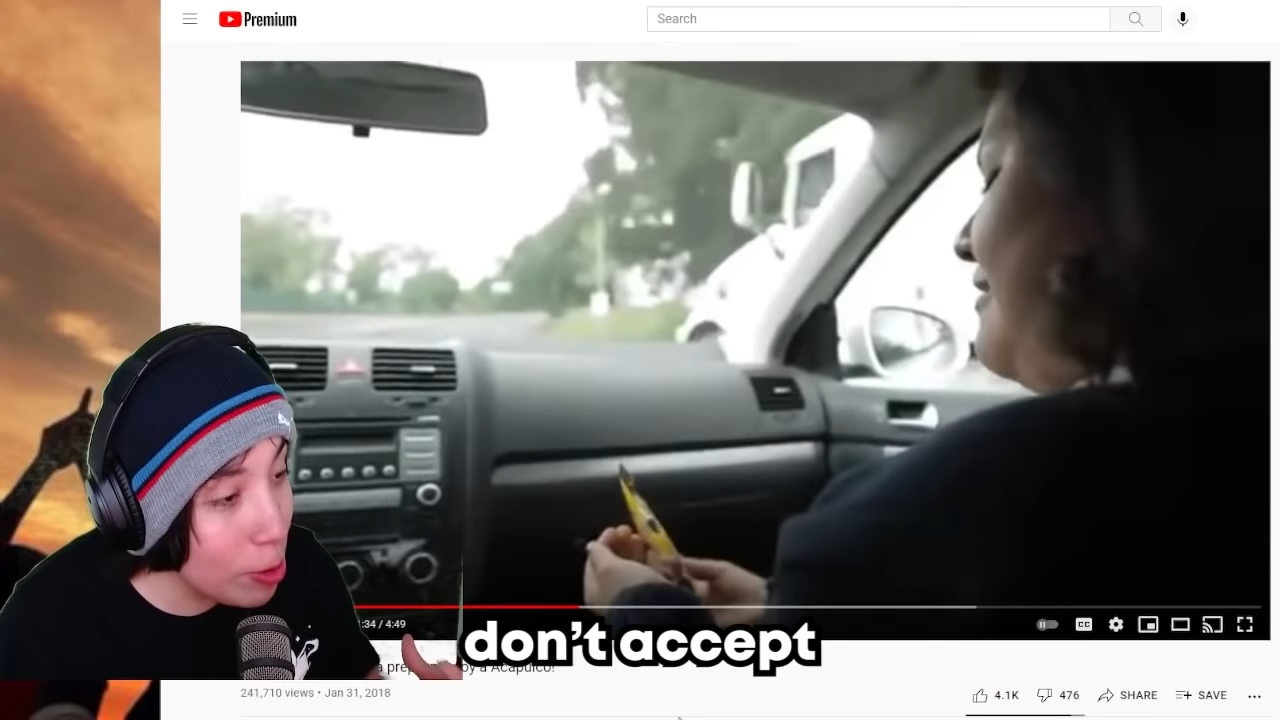 Premium
Search
:34 / 4:49
CC
don't accept
a prep
by a Acapulco!
241,710 views • Jan 31, 2018
4.1K
476
SHARE
SAVE